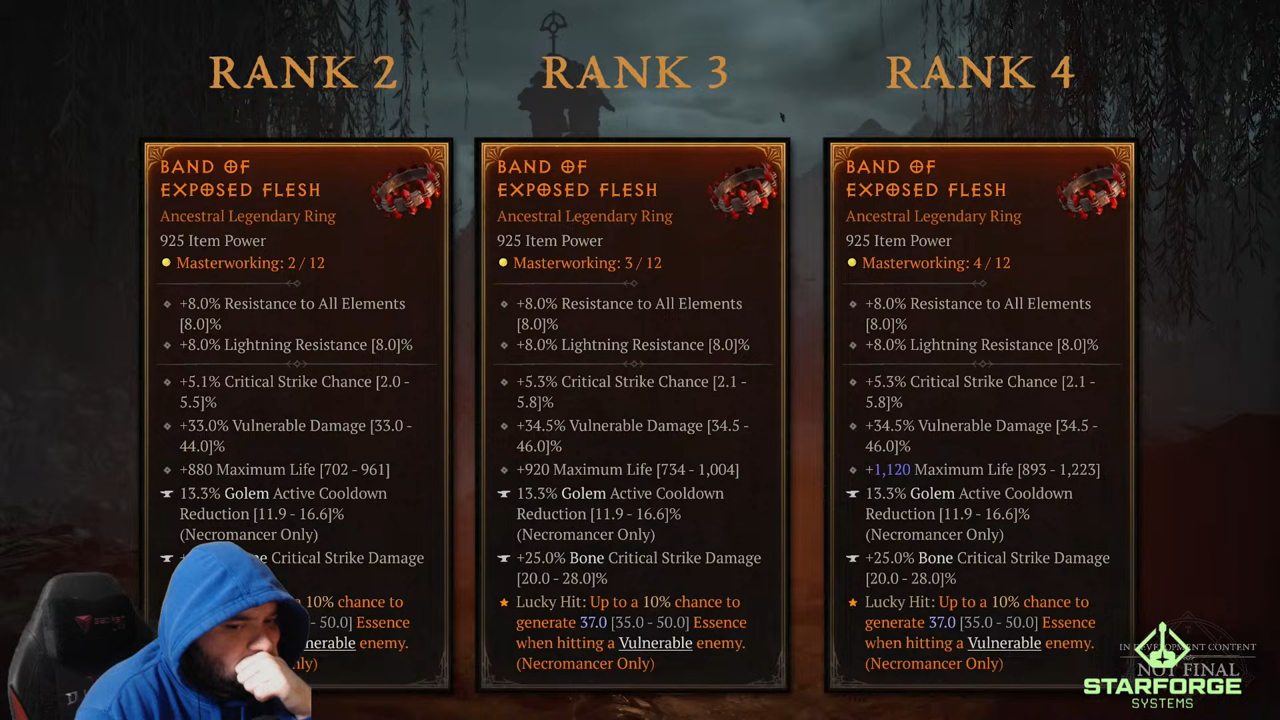 RANK 2
BAND OF
EXPOSED FLESH
Ancestral Legendary Ring
925 Item Power
Masterworking: 2 / 12
+8.0% Resistance to All Elements
[8.0]%
+8.0% Lightning Resistance [8.0]%
+5.1% Critical Strike Chance [2.0 -
5.5]%
+33.0% Vulnerable Damage [33.0 -
44.0]%
+880 Maximum Life [702 - 961]
13.3% Golem Active Cooldown
Reduction [11.9 - 16.6]%
(Necromancer Only)
Critical Strike Damage
a 10% chance to
[35.0 - 50.0] Essence
enemy.
RANK 3
BAND OF
EXPOSED FLESH
Ancestral Legendary Ring
925 Item Power
Masterworking: 3 / 12
+8.0% Resistance to All Elements
[8.0]%
+8.0% Lightning Resistance [8.0]%
+5.3% Critical Strike Chance [2.1 -
5.8]%
+34.5% Vulnerable Damage [34.5 -
46.0]%
+920 Maximum Life [734 - 1,004]
13.3% Golem Active Cooldown
Reduction [11.9 - 16.6]%
(Necromancer Only)
+25.0% Bone Critical Strike Damage
[20.0 - 28.0]%
Lucky Hit: Up to a 10% chance to
generate 37.0 [35.0 - 50.0] Essence
when hitting a Vulnerable enemy.
(Necromancer Only)
RANK 4
BAND OF
EXPOSED FLESH
Ancestral Legendary Ring
925 Item Power
Masterworking: 4 / 12
+8.0% Resistance to All Elements
[8.0]%
+8.0% Lightning Resistance [8.0]%
+5.3% Critical Strike Chance [2.1 -
5.8]%
+34.5% Vulnerable Damage [34.5 -
46.0]%
+1,120 Maximum Life [893 - 1,223]
13.3% Golem Active Cooldown
Reduction [11.9 - 16.6]%
(Necromancer Only)
+25.0% Bone Critical Strike Damage
[20.0 - 28.0]%
Lucky Hit: Up to a 10% chance to
generate 37.0 [35.0 - 50.0] Essence
when hitting a Vulnerable enemy.
(Necromancer Only)
CONTENT
NOT FINAL
STARFORGE
SYSTEMS